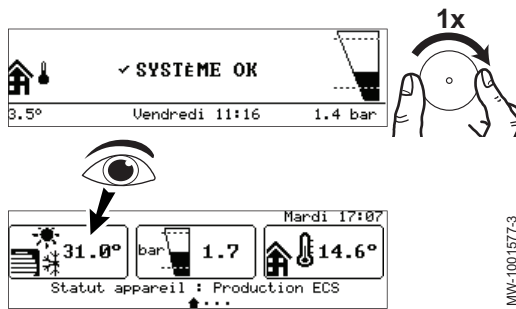 1x
✓ SYSTÈME OK
3.5° Vendredi 11:16 1.4 bar
Mardi 17:07
31.0° bar 1.7 14.6°
Statut appareil : Production ECS
MW-1001577-3